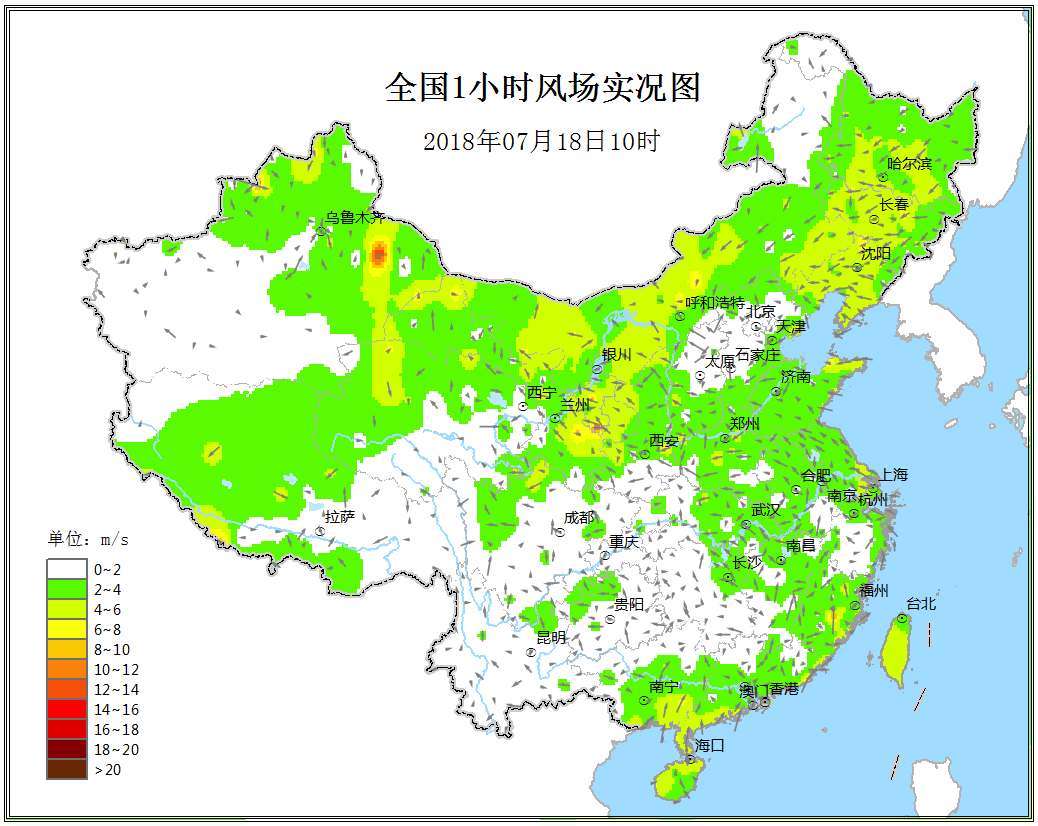 全国1小时风场实况图
2018年07月18日10时
哈尔滨
长春
乌鲁木齐
沈阳
呼和浩特
北京
天津
银川
石家庄
太原
济南
西宁
兰州
郑州
西安
合肥
上海
南京
杭州
武汉
拉萨
成都
重庆
南昌
长沙
福州
贵阳
台北
昆明
南宁
澳门
香港
海口
单位：m/s
0~2
2~4
4~6
6~8
8~10
10~12
12~14
14~16
16~18
18~20
>20